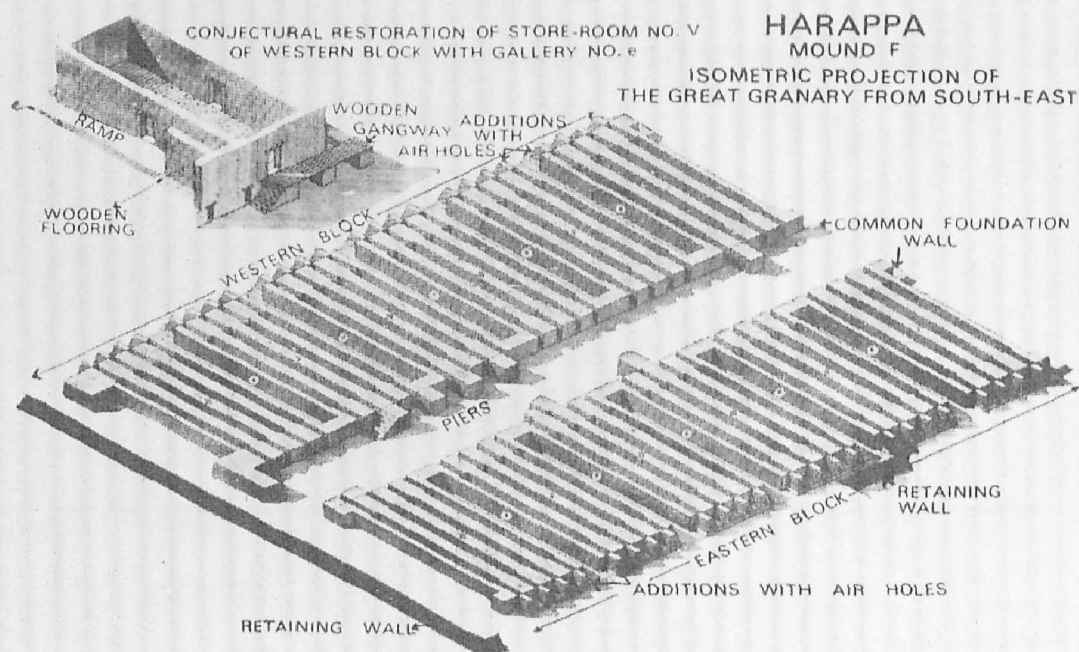 CONJECTURAL RESTORATION OF STORE-ROOM NO. V
OF WESTERN BLOCK WITH GALLERY NO. e
HARAPPA
MOUND F
ISOMETRIC PROJECTION OF
THE GREAT GRANARY FROM SOUTH-EAST
RAMP
WOODEN
GANGWAY
ADDITIONS
WITH
AIR HOLES
WOODEN
FLOORING
WESTERN BLOCK
COMMON FOUNDATION
WALL
PIERS
RETAINING
WALL
EASTERN BLOCK
ADDITIONS WITH AIR HOLES
RETAINING WALL